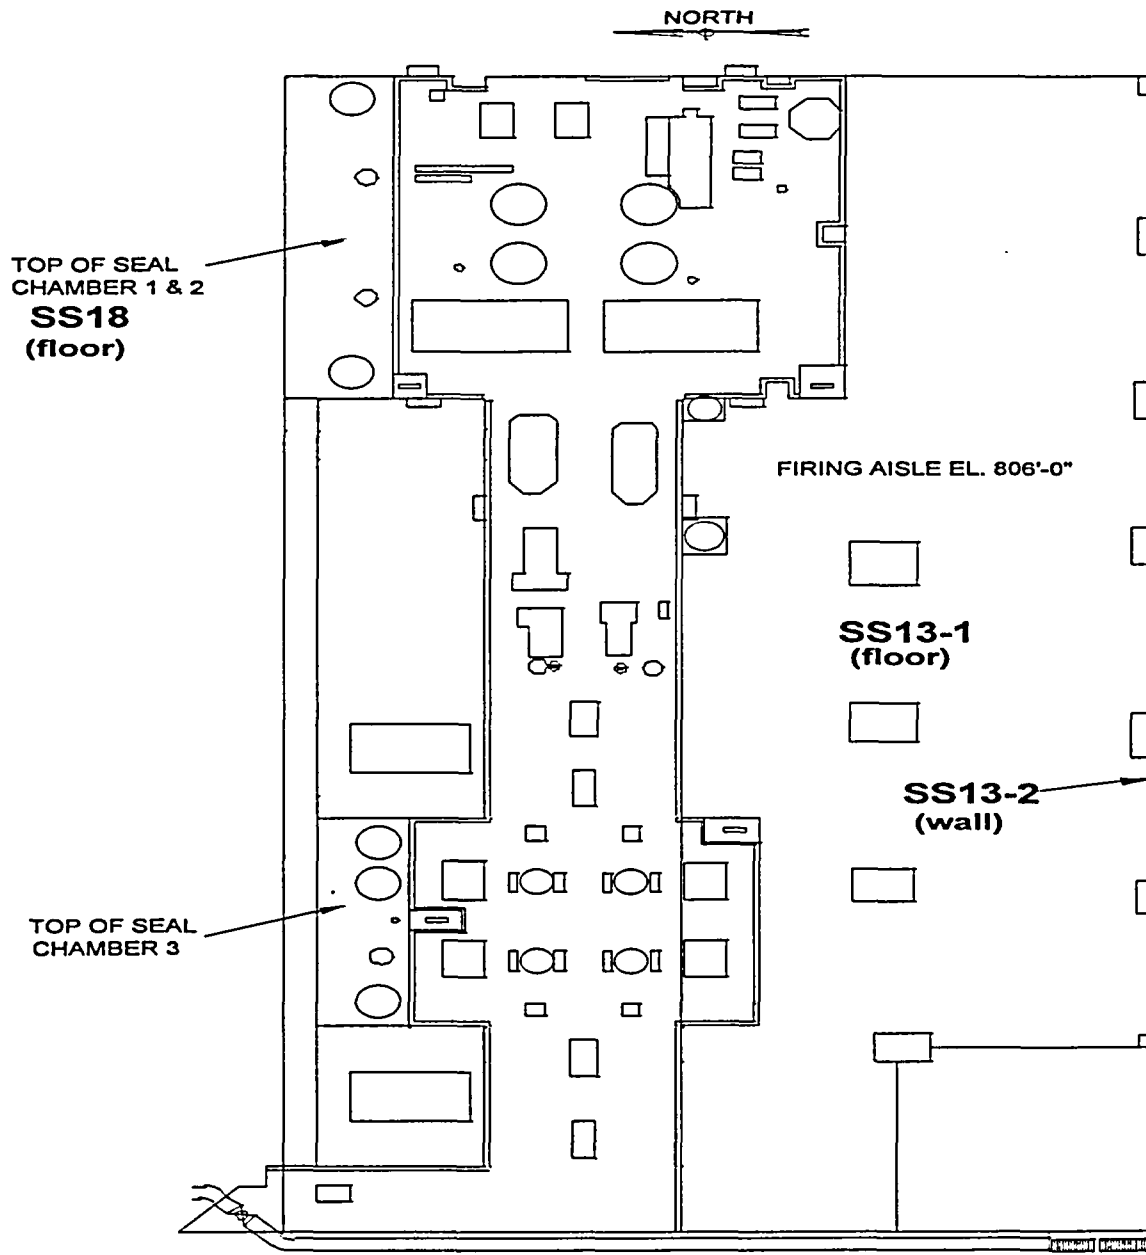 NORTH
TOP OF SEAL
CHAMBER 1 & 2
SS18
(floor)
FIRING AISLE EL. 806'-0"
SS13-1
(floor)
SS13-2
(wall)
TOP OF SEAL
CHAMBER 3